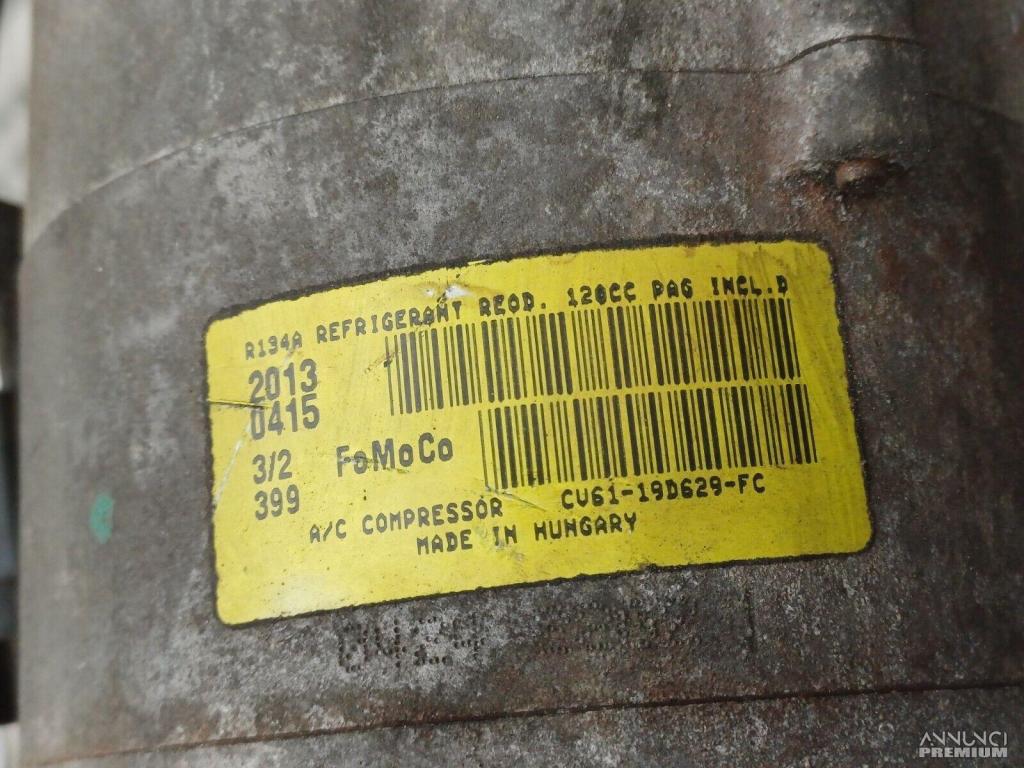 R134A REFRIGERANT REQD. 120CC PAG INCL.D
2013
0415
3/2
399
FoMoCo
A/C COMPRESSOR CV61-19D629-FC
MADE IN HUNGARY
ANNUNCI
PREMIUM